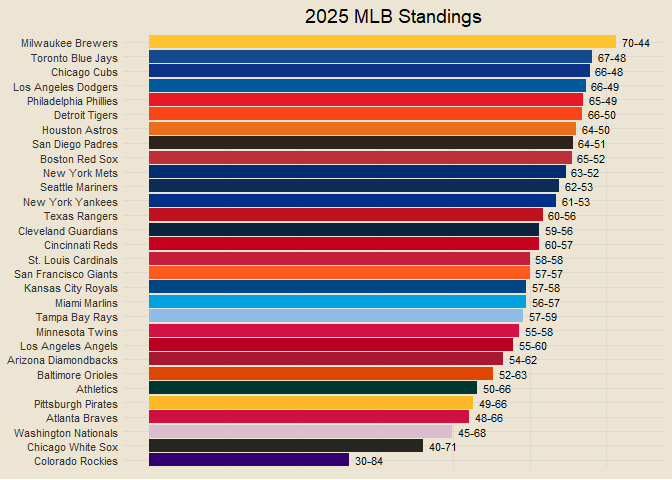 2025 MLB Standings
Milwaukee Brewers 70-44
Toronto Blue Jays 67-48
Chicago Cubs 66-48
Los Angeles Dodgers 66-49
Philadelphia Phillies 65-49
Detroit Tigers 66-50
Houston Astros 64-50
San Diego Padres 64-51
Boston Red Sox 65-52
New York Mets 63-52
Seattle Mariners 62-53
New York Yankees 61-53
Texas Rangers 60-56
Cleveland Guardians 59-56
Cincinnati Reds 60-57
St. Louis Cardinals 58-58
San Francisco Giants 57-57
Kansas City Royals 57-58
Miami Marlins 56-57
Tampa Bay Rays 57-59
Minnesota Twins 55-58
Los Angeles Angels 55-60
Arizona Diamondbacks 54-62
Baltimore Orioles 52-63
Athletics 50-66
Pittsburgh Pirates 49-66
Atlanta Braves 48-66
Washington Nationals 45-68
Chicago White Sox 40-71
Colorado Rockies 30-84